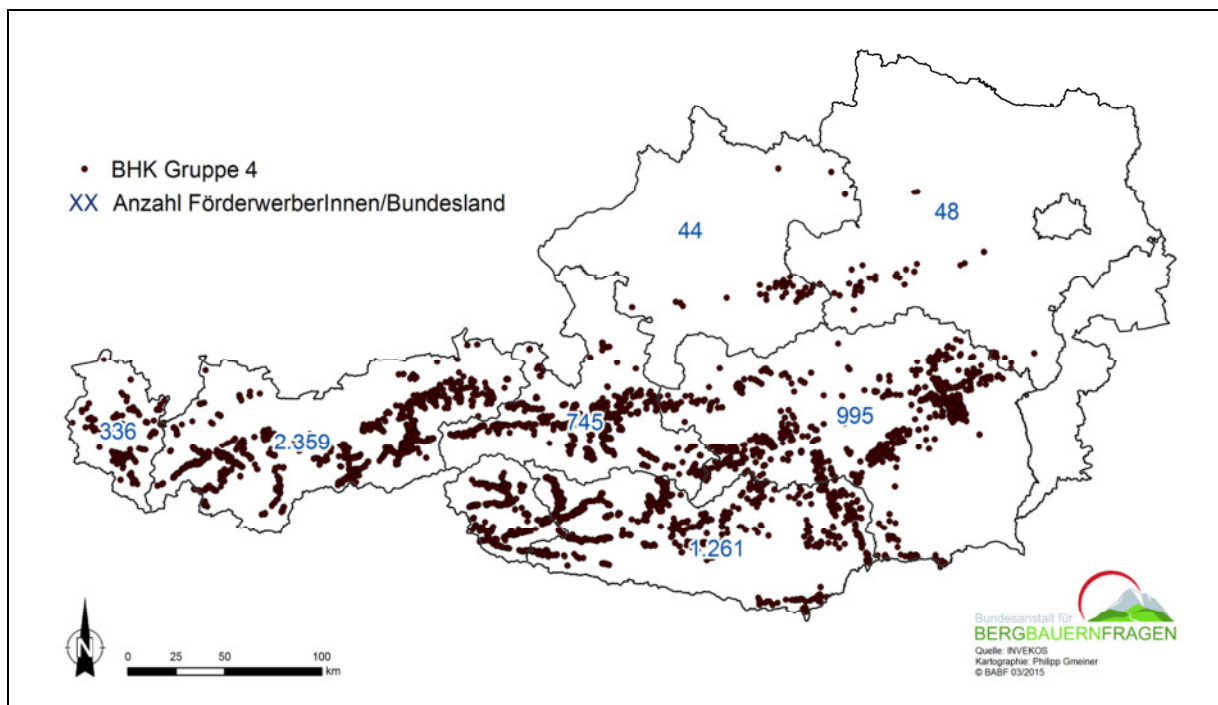 BHK Gruppe 4
XX Anzahl FörderwerberInnen/Bundesland
44
48
336
2.359
745
995
1.261
N
0 25 50 100
km
Bundesanstalt für
BERGBAUERNFRAGEN
Quelle: INVEKOS
Kartographie: Philipp Gmeiner
© BABF 03/2015